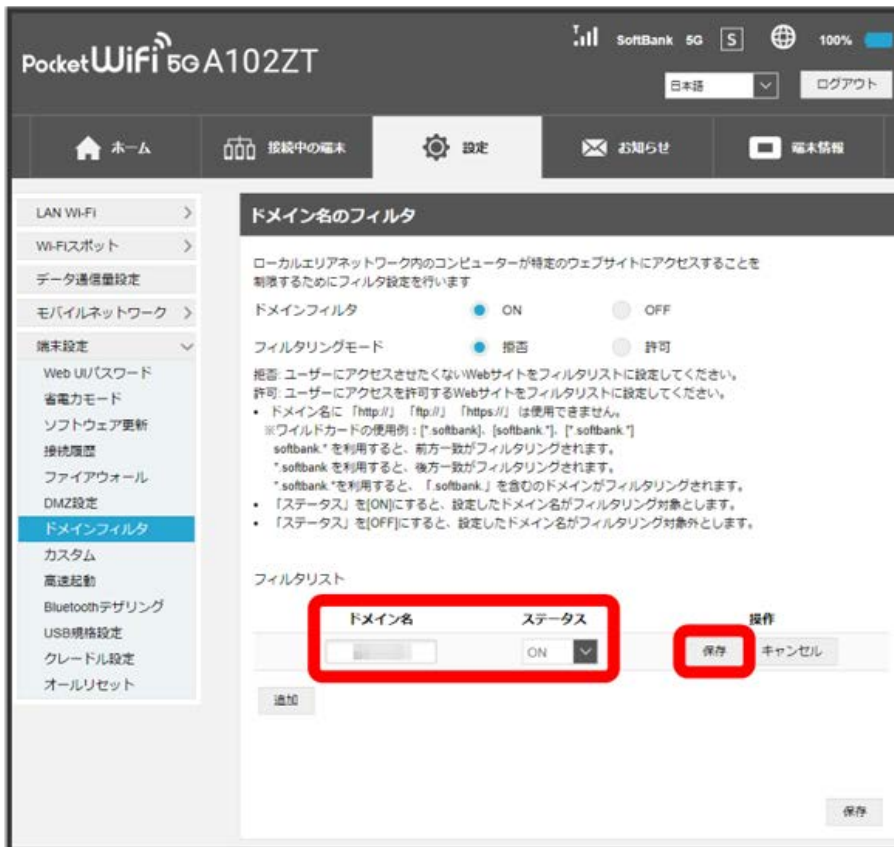 PocketWiFi 5G A102ZT
SoftBank 5G S 100%
日本語 ログアウト
ホーム 接続中の端末 設定 お知らせ 端末情報
LAN Wi-Fi
Wi-Fiスポット
データ通信量設定
モバイルネットワーク
端末設定
Web UIパスワード
省電力モード
ソフトウェア更新
接続履歴
ファイアウォール
DMZ設定
ドメインフィルタ
カスタム
高速起動
Bluetoothテザリング
USB規格設定
クレードル設定
オールリセット
ドメイン名のフィルタ
ローカルエリアネットワーク内のコンピューターが特定のウェブサイトにアクセスすることを
制限するためにフィルタ設定を行います
ドメインフィルタ ON OFF
フィルタリングモード 拒否 許可
拒否: ユーザーにアクセスさせたくないWebサイトをフィルタリストに設定してください。
許可: ユーザーにアクセスを許可するWebサイトをフィルタリストに設定してください。
• ドメイン名に「http://」「ftp://」「https://」は使用できません。
※ワイルドカードの使用例：[*.softbank]、[softbank.*]、[*.softbank.*]
softbank.* を利用すると、前方一致がフィルタリングされます。
*.softbank を利用すると、後方一致がフィルタリングされます。
*.softbank.*を利用すると、「.softbank.」を含むのドメインがフィルタリングされます。
• 「ステータス」を[ON]にすると、設定したドメイン名がフィルタリング対象とします。
• 「ステータス」を[OFF]にすると、設定したドメイン名がフィルタリング対象外とします。
フィルタリスト
ドメイン名 ステータス 操作
ON 保存 キャンセル
追加
保存